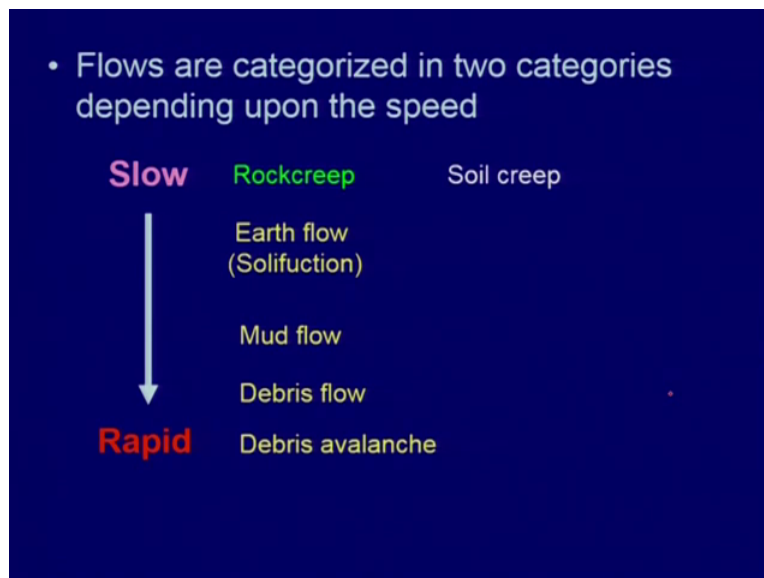 • Flows are categorized in two categories
depending upon the speed
Slow Rockcreep Soil creep
Earth flow
(Solifuction)
Mud flow
Debris flow
Rapid Debris avalanche